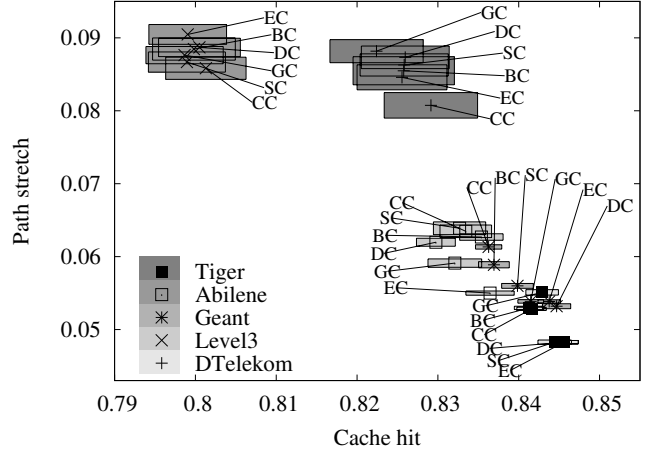 0.09
0.08
0.07
0.06
0.05
Path stretch
EC
BC
DC
GC
SC
CC
GC
DC
SC
BC
EC
CC
CC
SC
BC
DC
GC
EC
CC
BC
SC
GC
EC
DC
GC
BC
CC
DC
SC
EC
Tiger
Abilene
Geant
Level3
DTelekom
0.79
0.8
0.81
0.82
0.83
0.84
0.85
Cache hit